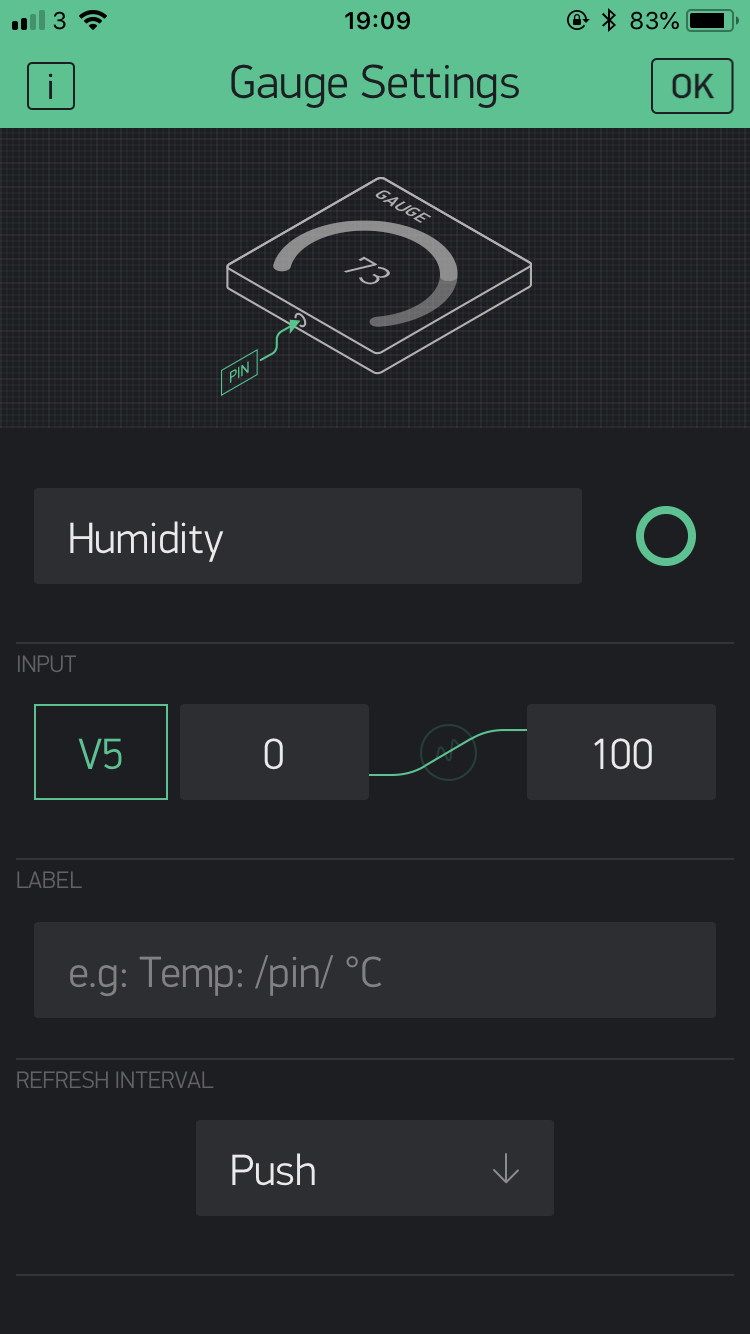 3 19:09 83%
i Gauge Settings OK
GAUGE
73
PIN
Humidity
INPUT
V5 0 100
LABEL
e.g: Temp: /pin/ °C
REFRESH INTERVAL
Push